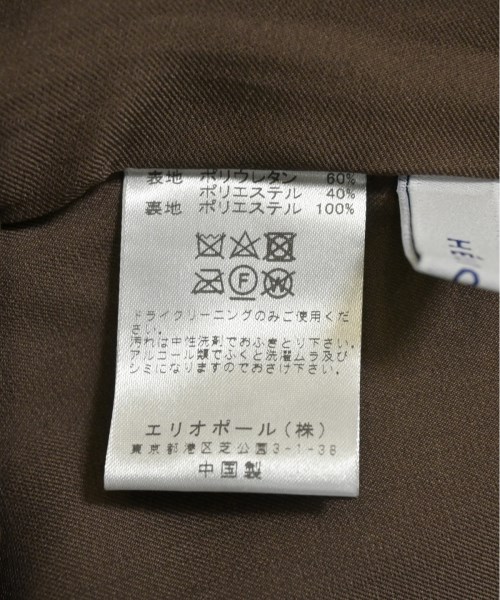 表地 ポリウレタン 60%
ポリエステル 40%
裏地 ポリエステル 100%
F W
ドライクリーニングのみご使用くだ
さい。
汚れは中性洗剤でおふきとり下さい。
アルコール類でふくと洗濯ムラ及び
シミになりますのでおさけ下さい。
エリオポール(株)
東京都港区芝公園3-1-38
中国製
HÉ